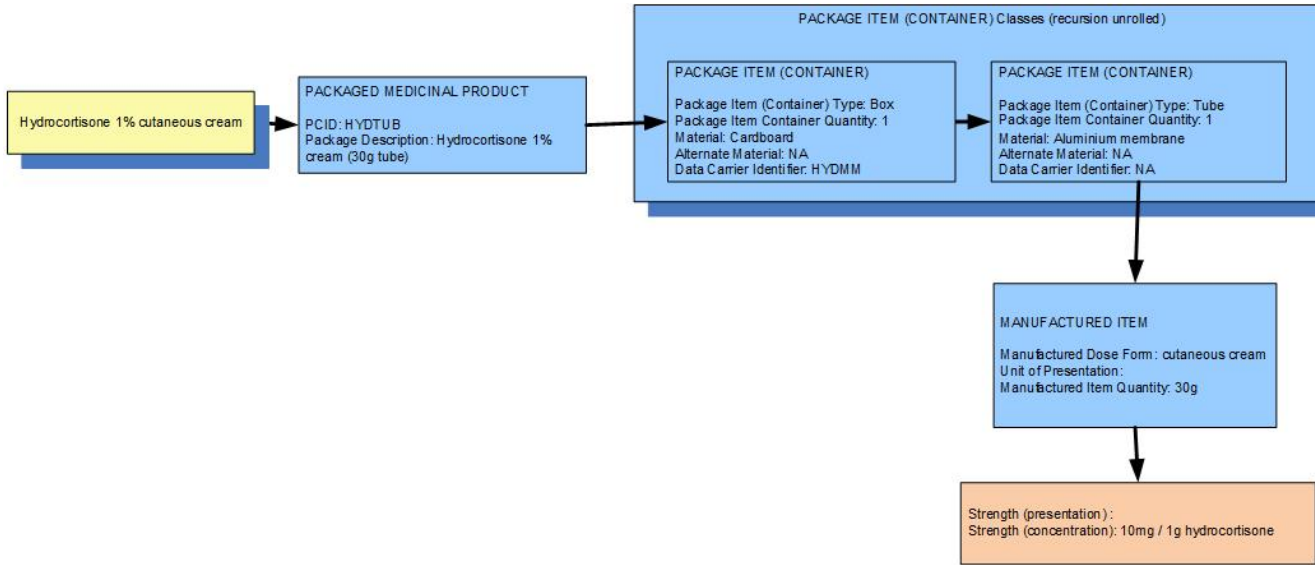 PACKAGE ITEM (CONTAINER) Classes (recursion unrolled)
Hydrocortisone 1% cutaneous cream
PACKAGED MEDICINAL PRODUCT
PCID: HYDTUB
Package Description: Hydrocortisone 1%
cream (30g tube)
PACKAGE ITEM (CONTAINER)
Package Item (Container) Type: Box
Package Item Container Quantity: 1
Material: Cardboard
Alternate Material: NA
Data Carrier Identifier: HYDMM
PACKAGE ITEM (CONTAINER)
Package Item (Container) Type: Tube
Package Item Container Quantity: 1
Material: Aluminium membrane
Alternate Material: NA
Data Carrier Identifier: NA
MANUFACTURED ITEM
Manufactured Dose Form: cutaneous cream
Unit of Presentation:
Manufactured Item Quantity: 30g
Strength (presentation) :
Strength (concentration): 10mg / 1g hydrocortisone